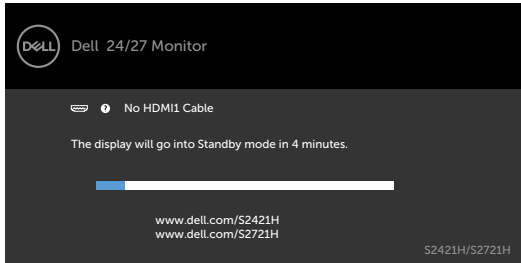 DELL Dell 24/27 Monitor
? No HDMI1 Cable
The display will go into Standby mode in 4 minutes.
www.dell.com/S2421H
www.dell.com/S2721H
S2421H/S2721H